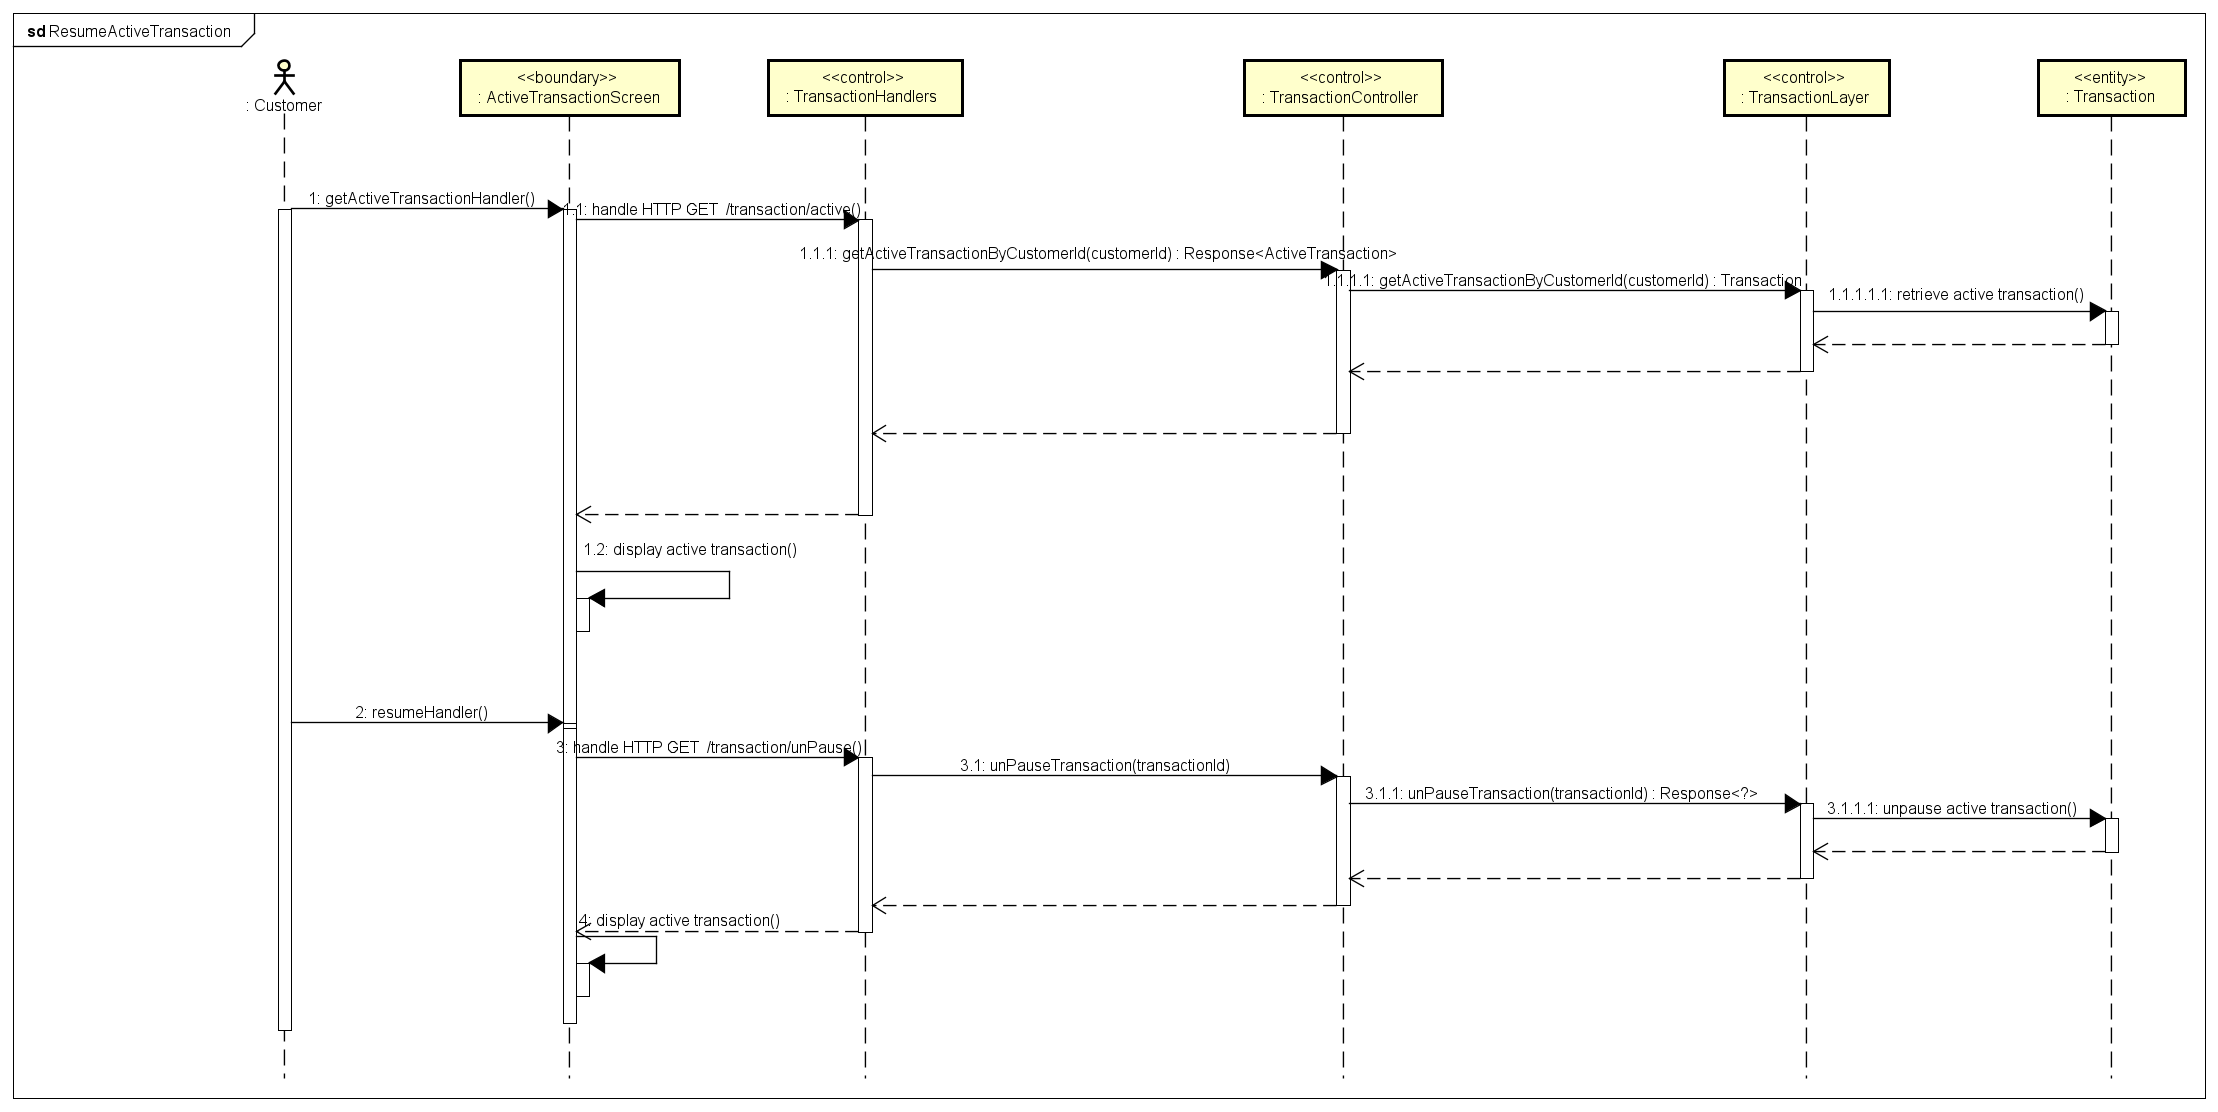 sd ResumeActiveTransaction
: Customer
<<boundary>>
: ActiveTransactionScreen
<<control>>
: TransactionHandlers
<<control>>
: TransactionController
<<control>>
: TransactionLayer
<<entity>>
: Transaction
1: getActiveTransactionHandler()
1.1: handle HTTP GET  /transaction/active()
1.1.1: getActiveTransactionByCustomerId(customerId) : Response<ActiveTransaction>
1.1.1.1: getActiveTransactionByCustomerId(customerId) : Transaction
1.1.1.1.1: retrieve active transaction()
1.2: display active transaction()
2: resumeHandler()
3: handle HTTP GET  /transaction/unPause()
3.1: unPauseTransaction(transactionId)
3.1.1: unPauseTransaction(transactionId) : Response<?>
3.1.1.1: unpause active transaction()
4: display active transaction()